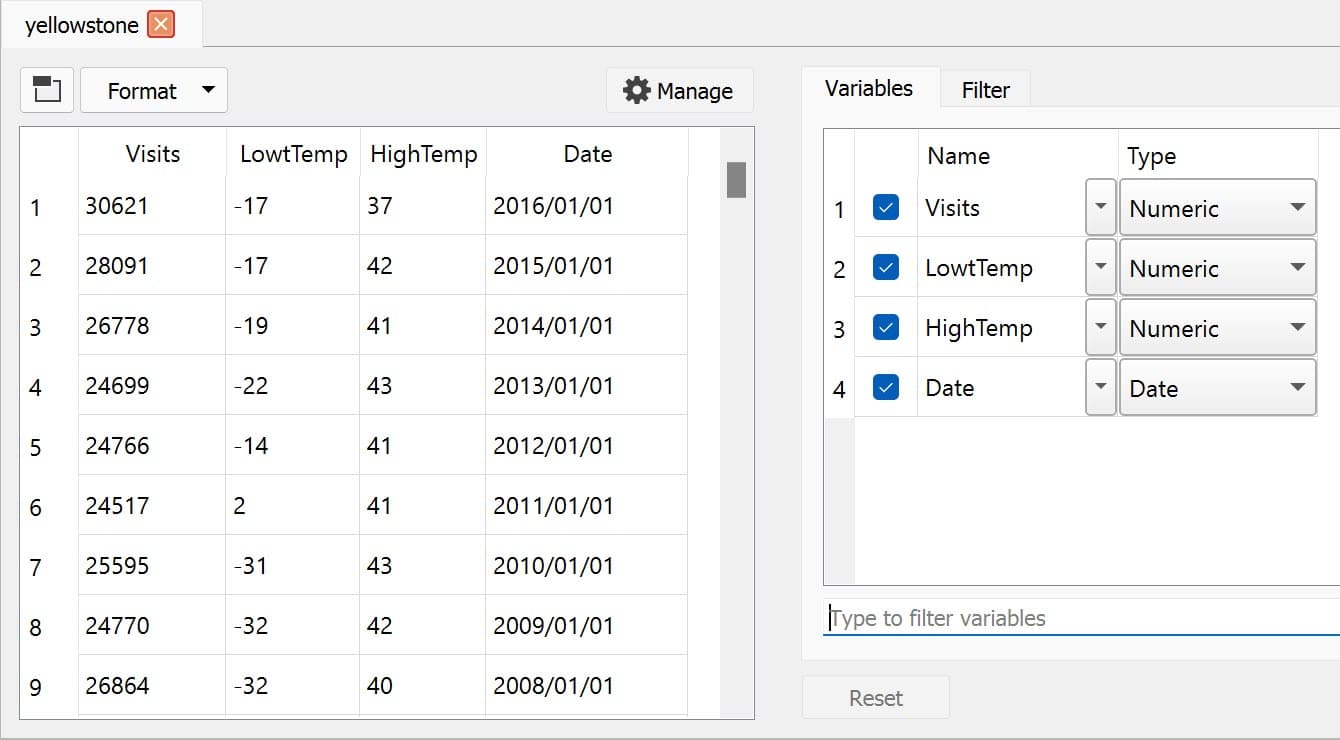 yellowstone
Format
Manage
Visits LowtTemp HighTemp Date
1 30621 -17 37 2016/01/01
2 28091 -17 42 2015/01/01
3 26778 -19 41 2014/01/01
4 24699 -22 43 2013/01/01
5 24766 -14 41 2012/01/01
6 24517 2 41 2011/01/01
7 25595 -31 43 2010/01/01
8 24770 -32 42 2009/01/01
9 26864 -32 40 2008/01/01
Variables Filter
Name Type
1 Visits Numeric
2 LowtTemp Numeric
3 HighTemp Numeric
4 Date Date
Type to filter variables
Reset